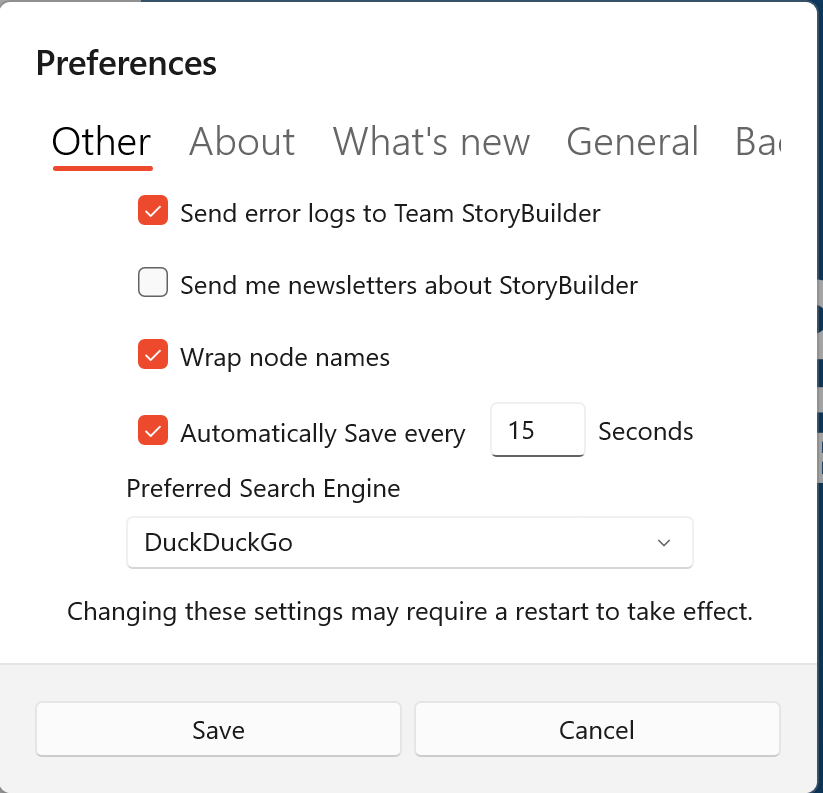 Preferences
Other About What's new General
Send error logs to Team StoryBuilder
Send me newsletters about StoryBuilder
Wrap node names
Automatically Save every 15 Seconds
Preferred Search Engine
DuckDuckGo
Changing these settings may require a restart to take effect.
Save Cancel